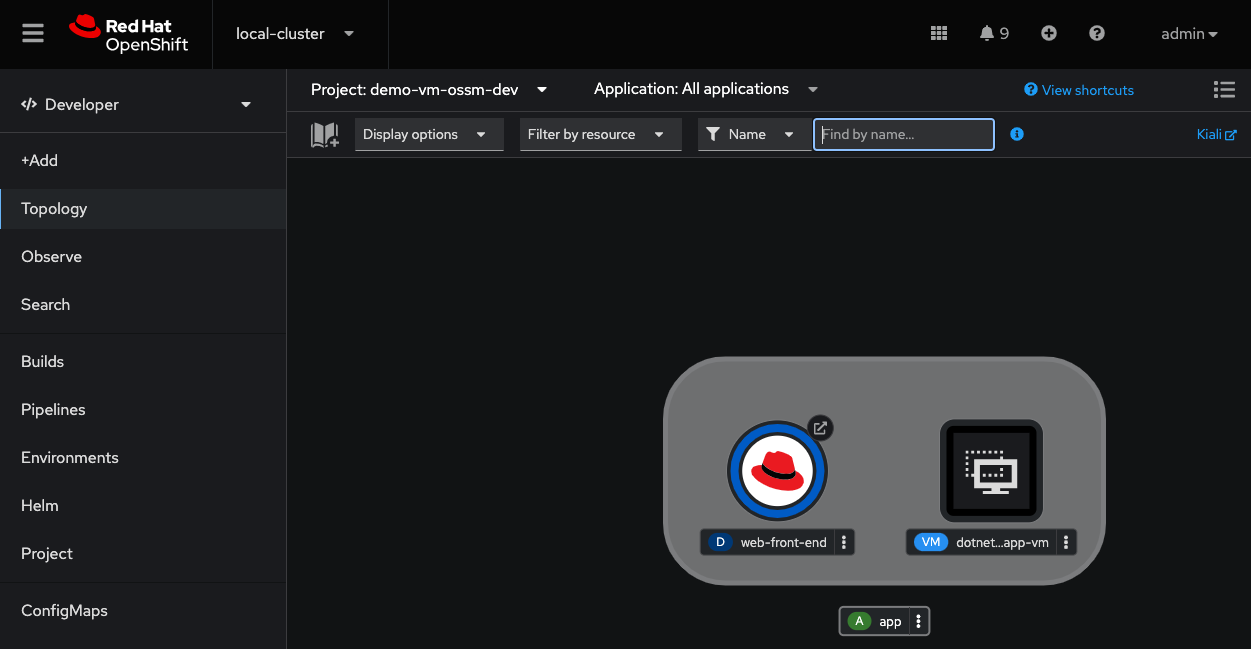 Red Hat
OpenShift
local-cluster
9
admin
Developer
Project: demo-vm-ossm-dev
Application: All applications
View shortcuts
Display options
Filter by resource
Name
Find by name...
Kiali
+Add
Topology
Observe
Search
Builds
Pipelines
Environments
Helm
Project
ConfigMaps
D web-front-end
VM dotnet...app-vm
A app